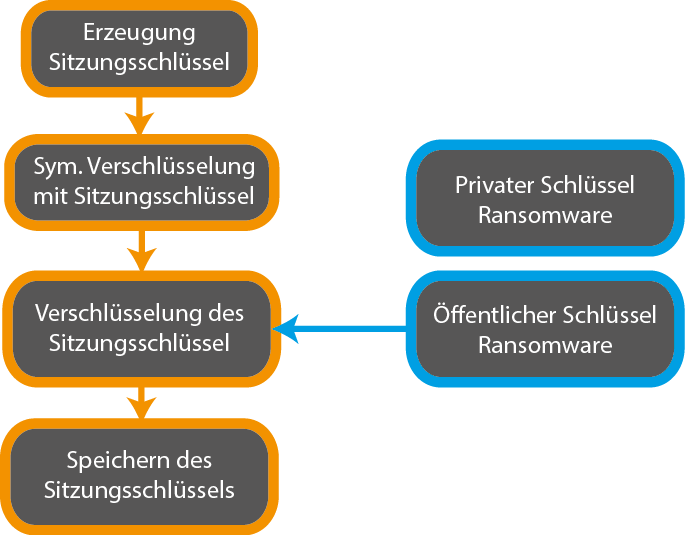 Erzeugung
Sitzungsschlüssel
Sym. Verschlüsselung
mit Sitzungsschlüssel
Privater Schlüssel
Ransomware
Verschlüsselung des
Sitzungsschlüssel
Öffentlicher Schlüssel
Ransomware
Speichern des
Sitzungsschlüssels